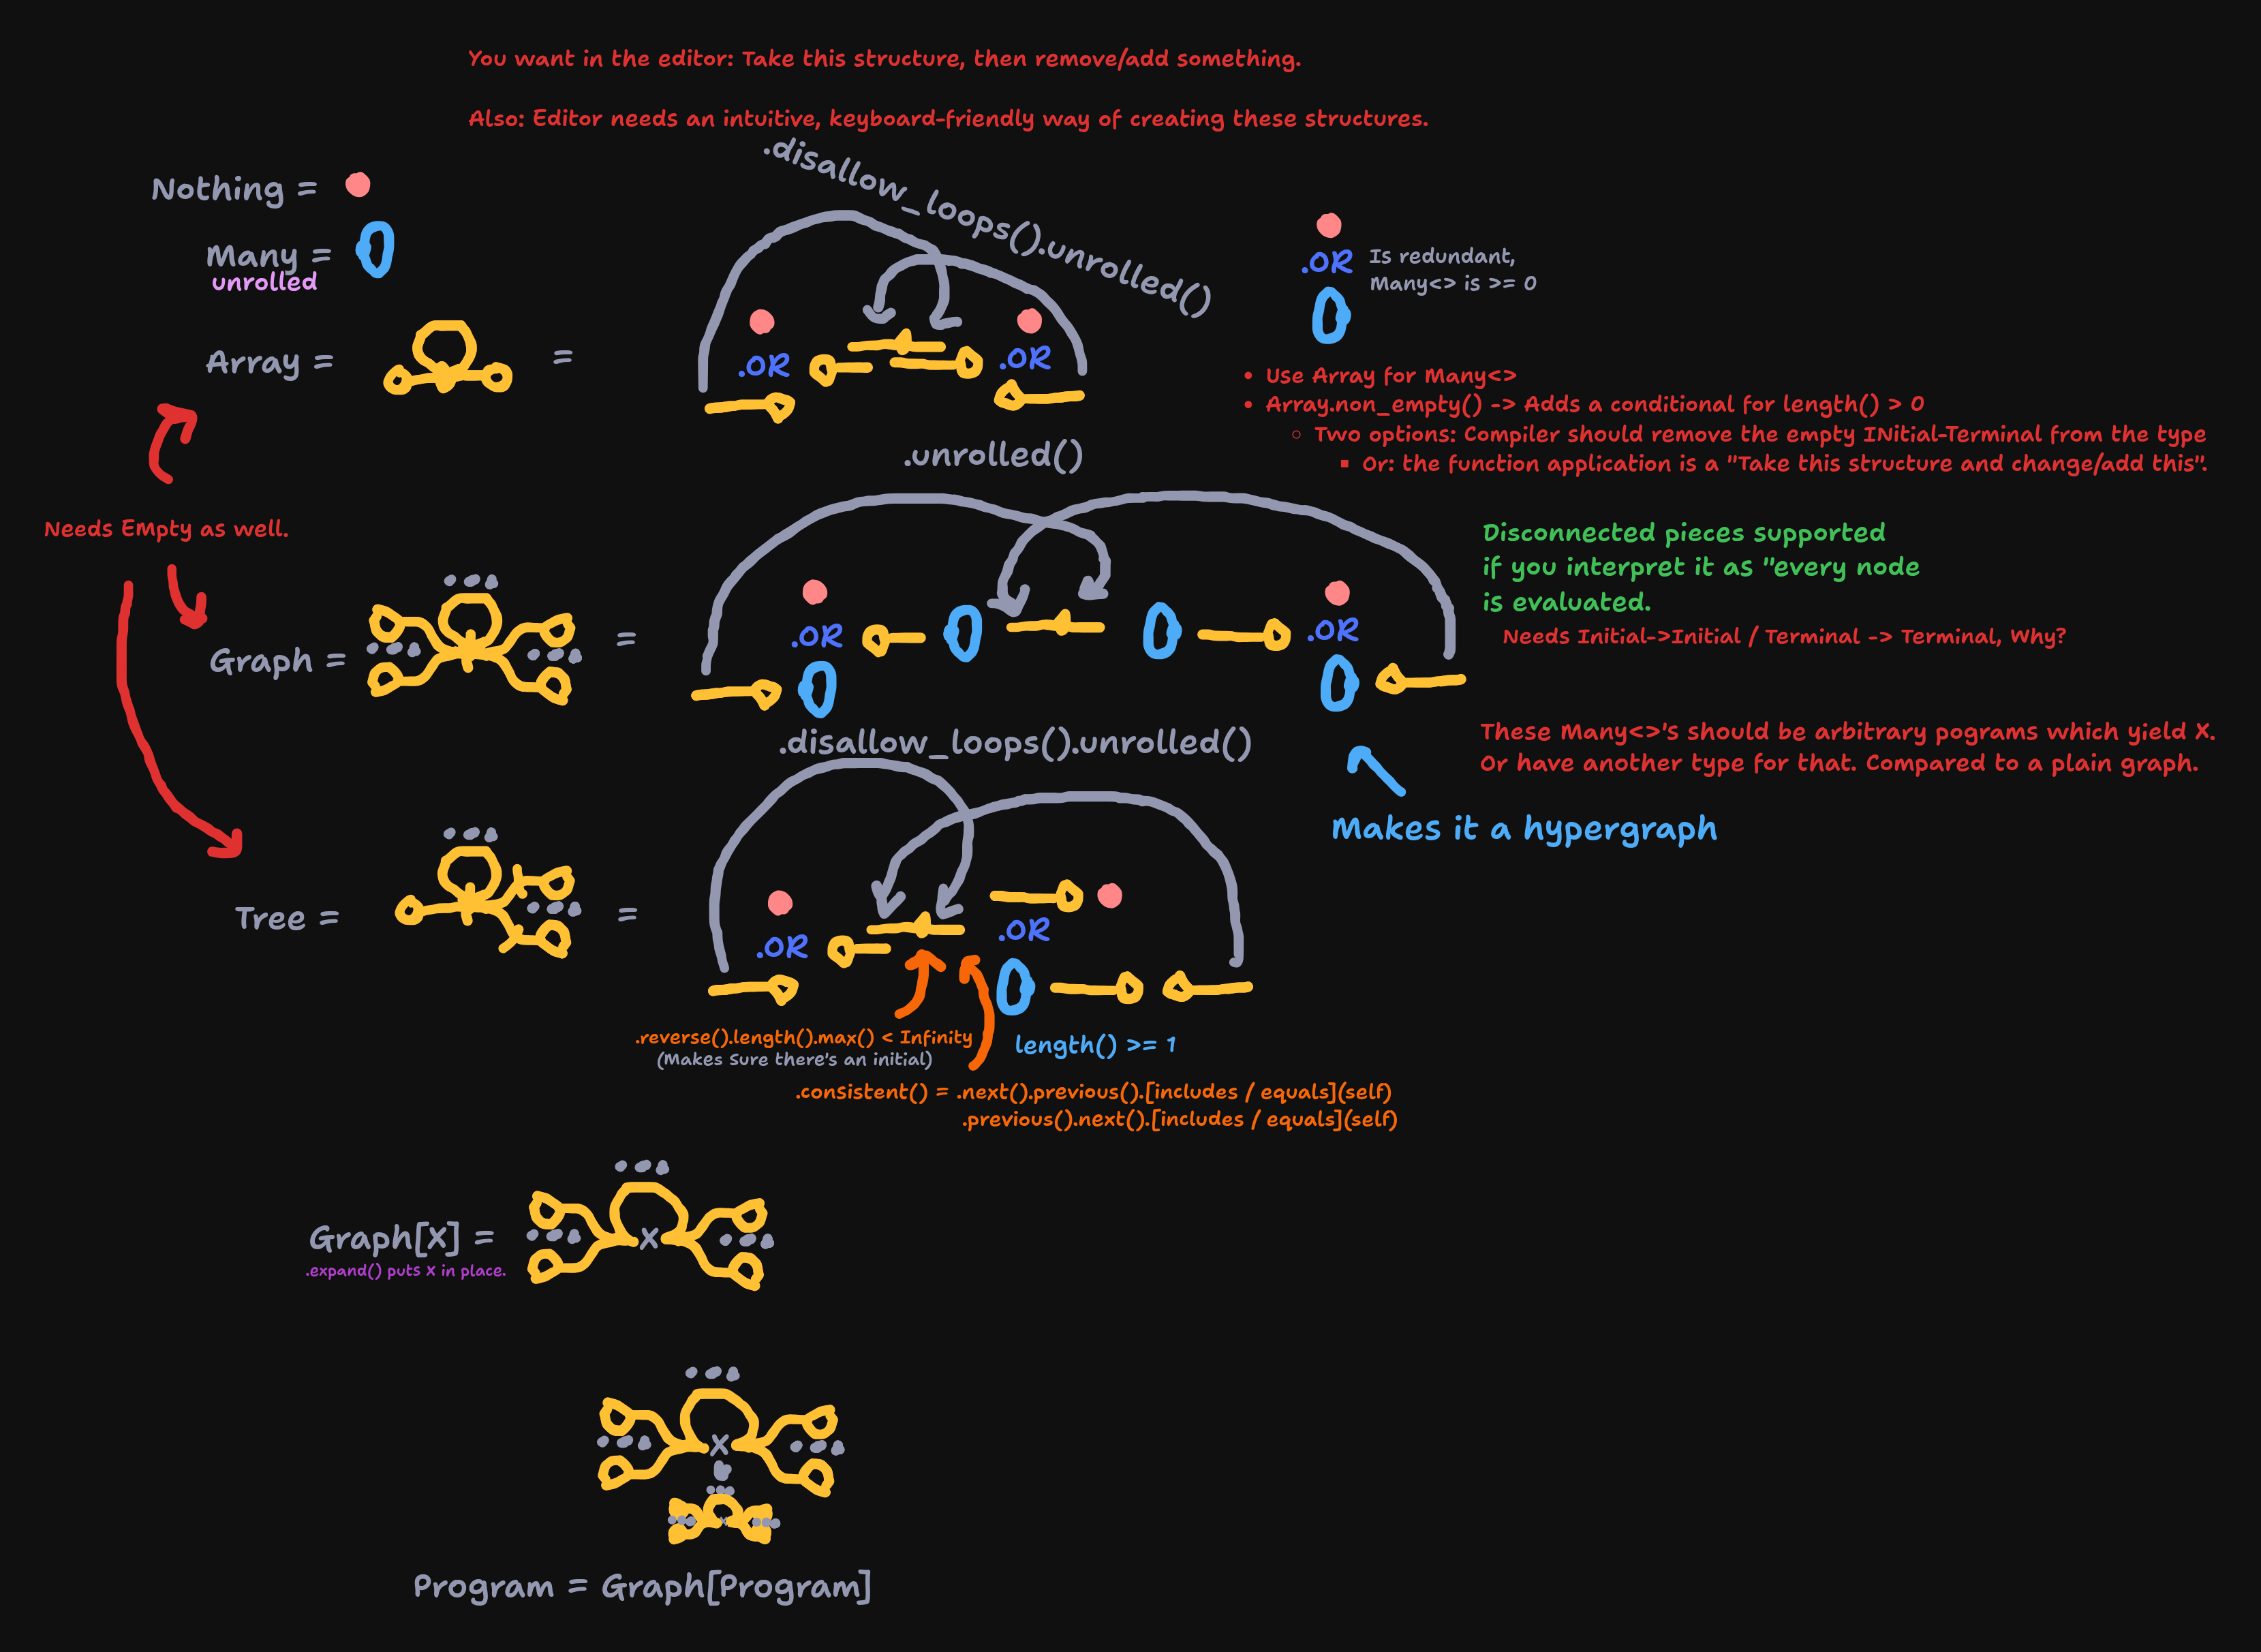 You want in the editor: Take this structure, then remove/add something.
Also: Editor needs an intuitive, keyboard-friendly way of creating these structures.
.disallow_loops().unrolled()
Nothing =
Many =
unrolled
Array =
=
.OR
.OR
.OR
Is redundant,
Many<> is >= 0
• Use Array for Many<>
• Array.non_empty() -> Adds a conditional for length() > 0
○ Two options: Compiler should remove the empty INitial-Terminal from the type
▪ Or: the function application is a "Take this structure and change/add this".
Needs EMpty as well.
.unrolled()
Graph =
=
.OR
.OR
Disconnected pieces supported
if you interpret it as "every node
is evaluated.
Needs Initial->Initial / Terminal -> Terminal, Why?
These Many<>'s should be arbitrary pograms which yield X.
Or have another type for that. Compared to a plain graph.
Makes it a hypergraph
.disallow_loops().unrolled()
Tree =
=
.OR
.OR
.reverse().length().max() < Infinity
(Makes Sure there's an initial)
length() >= 1
.consistent() = .next().previous().[includes / equals](self)
.previous().next().[includes / equals](self)
Graph[X] =
.expand() puts X in place.
X
X
x
Program = Graph[Program]